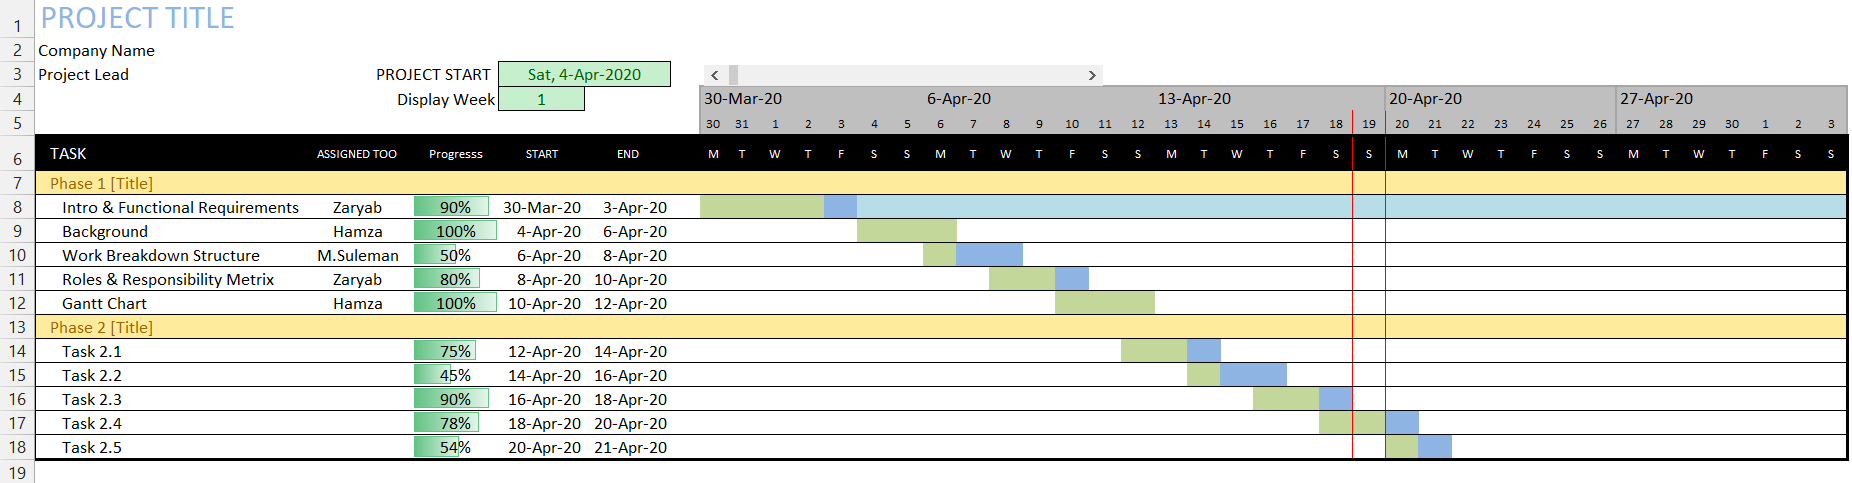 1 PROJECT TITLE
2 Company Name
3 Project Lead PROJECT START Sat, 4-Apr-2020 < >
4 Display Week 1 30-Mar-20 6-Apr-20 13-Apr-20 20-Apr-20 27-Apr-20
5 30 31 1 2 3 4 5 6 7 8 9 10 11 12 13 14 15 16 17 18 19 20 21 22 23 24 25 26 27 28 29 30 1 2 3
6 TASK ASSIGNED TOO Progresss START END M T W T F S S M T W T F S S M T W T F S S M T W T F S S M T W T F S S
7 Phase 1 [Title]
8 Intro & Functional Requirements Zaryab 90% 30-Mar-20 3-Apr-20
9 Background Hamza 100% 4-Apr-20 6-Apr-20
10 Work Breakdown Structure M.Suleman 50% 6-Apr-20 8-Apr-20
11 Roles & Responsibility Metrix Zaryab 80% 8-Apr-20 10-Apr-20
12 Gantt Chart Hamza 100% 10-Apr-20 12-Apr-20
13 Phase 2 [Title]
14 Task 2.1 75% 12-Apr-20 14-Apr-20
15 Task 2.2 45% 14-Apr-20 16-Apr-20
16 Task 2.3 90% 16-Apr-20 18-Apr-20
17 Task 2.4 78% 18-Apr-20 20-Apr-20
18 Task 2.5 54% 20-Apr-20 21-Apr-20
19